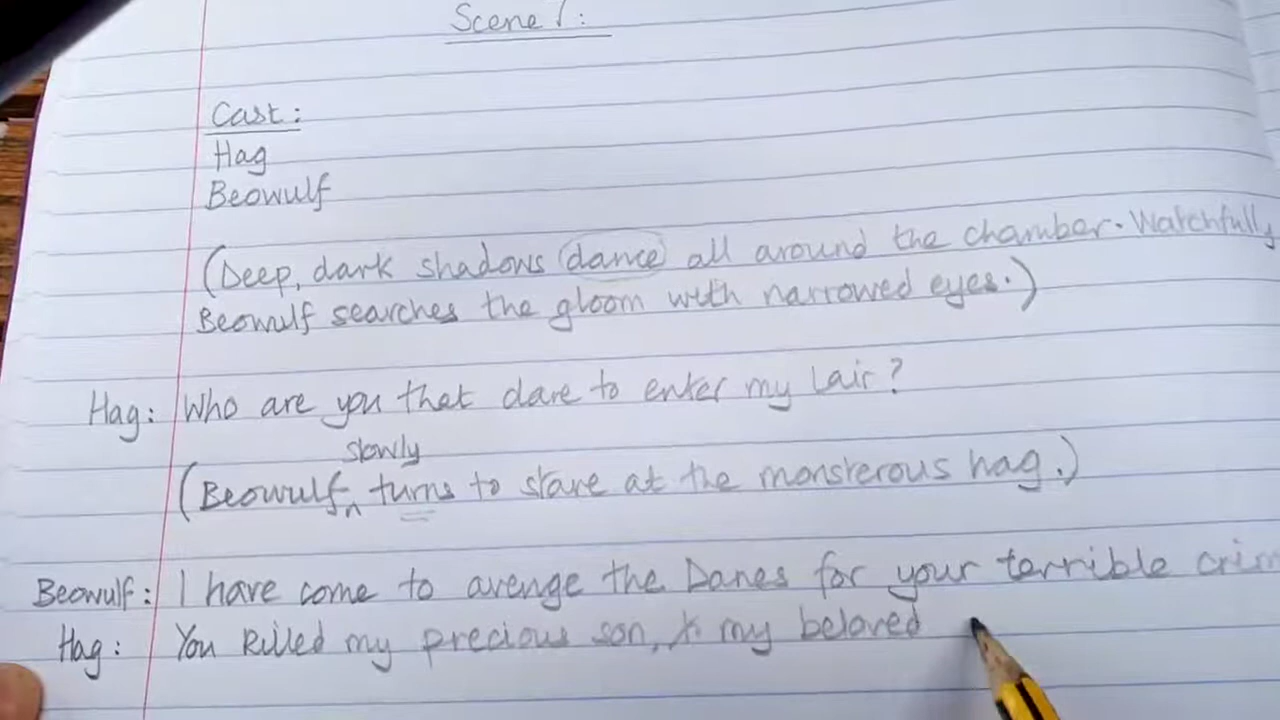 Scene 1:
Cast:
Hag
Beowulf
(Deep, dark shadows dance all around the chamber. Watchfully
Beowulf searches the gloom with narrowed eyes.)
Hag: Who are you that dare to enter my lair?
slowly
(Beowulf ^ turns to stare at the monsterous hag.)
Beowulf: I have come to avenge the Danes for your terrible crim
Hag: You killed my precious son, my beloved